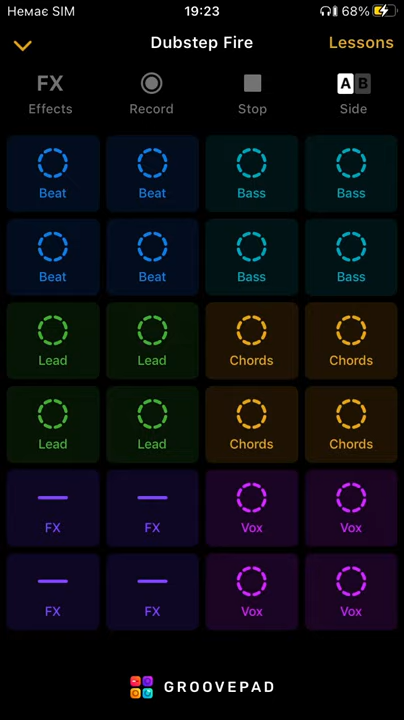 Немає SIM 19:23 68%
Dubstep Fire Lessons
FX A B
Effects Record Stop Side
Beat Beat Bass Bass
Beat Beat Bass Bass
Lead Lead Chords Chords
Lead Lead Chords Chords
FX FX Vox Vox
FX FX Vox Vox
GROOVEPAD